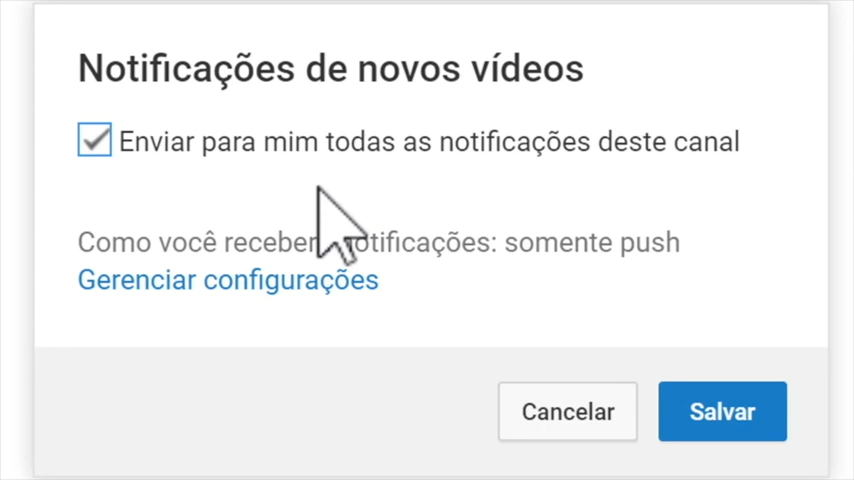 Notificações de novos vídeos
Enviar para mim todas as notificações deste canal
Como você receber notificações: somente push
Gerenciar configurações
Cancelar
Salvar